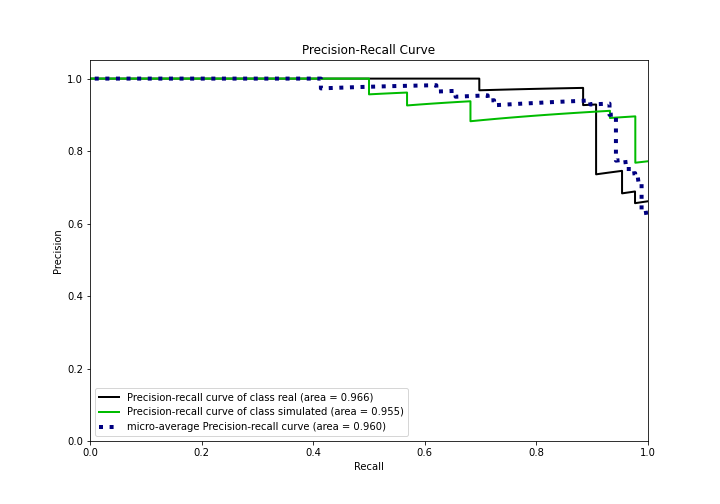 Precision-Recall Curve
1.0
0.8
0.6
0.4
0.2
0.0
Precision
Precision-recall curve of class real (area = 0.966)
Precision-recall curve of class simulated (area = 0.955)
micro-average Precision-recall curve (area = 0.960)
0.0 0.2 0.4 0.6 0.8 1.0
Recall